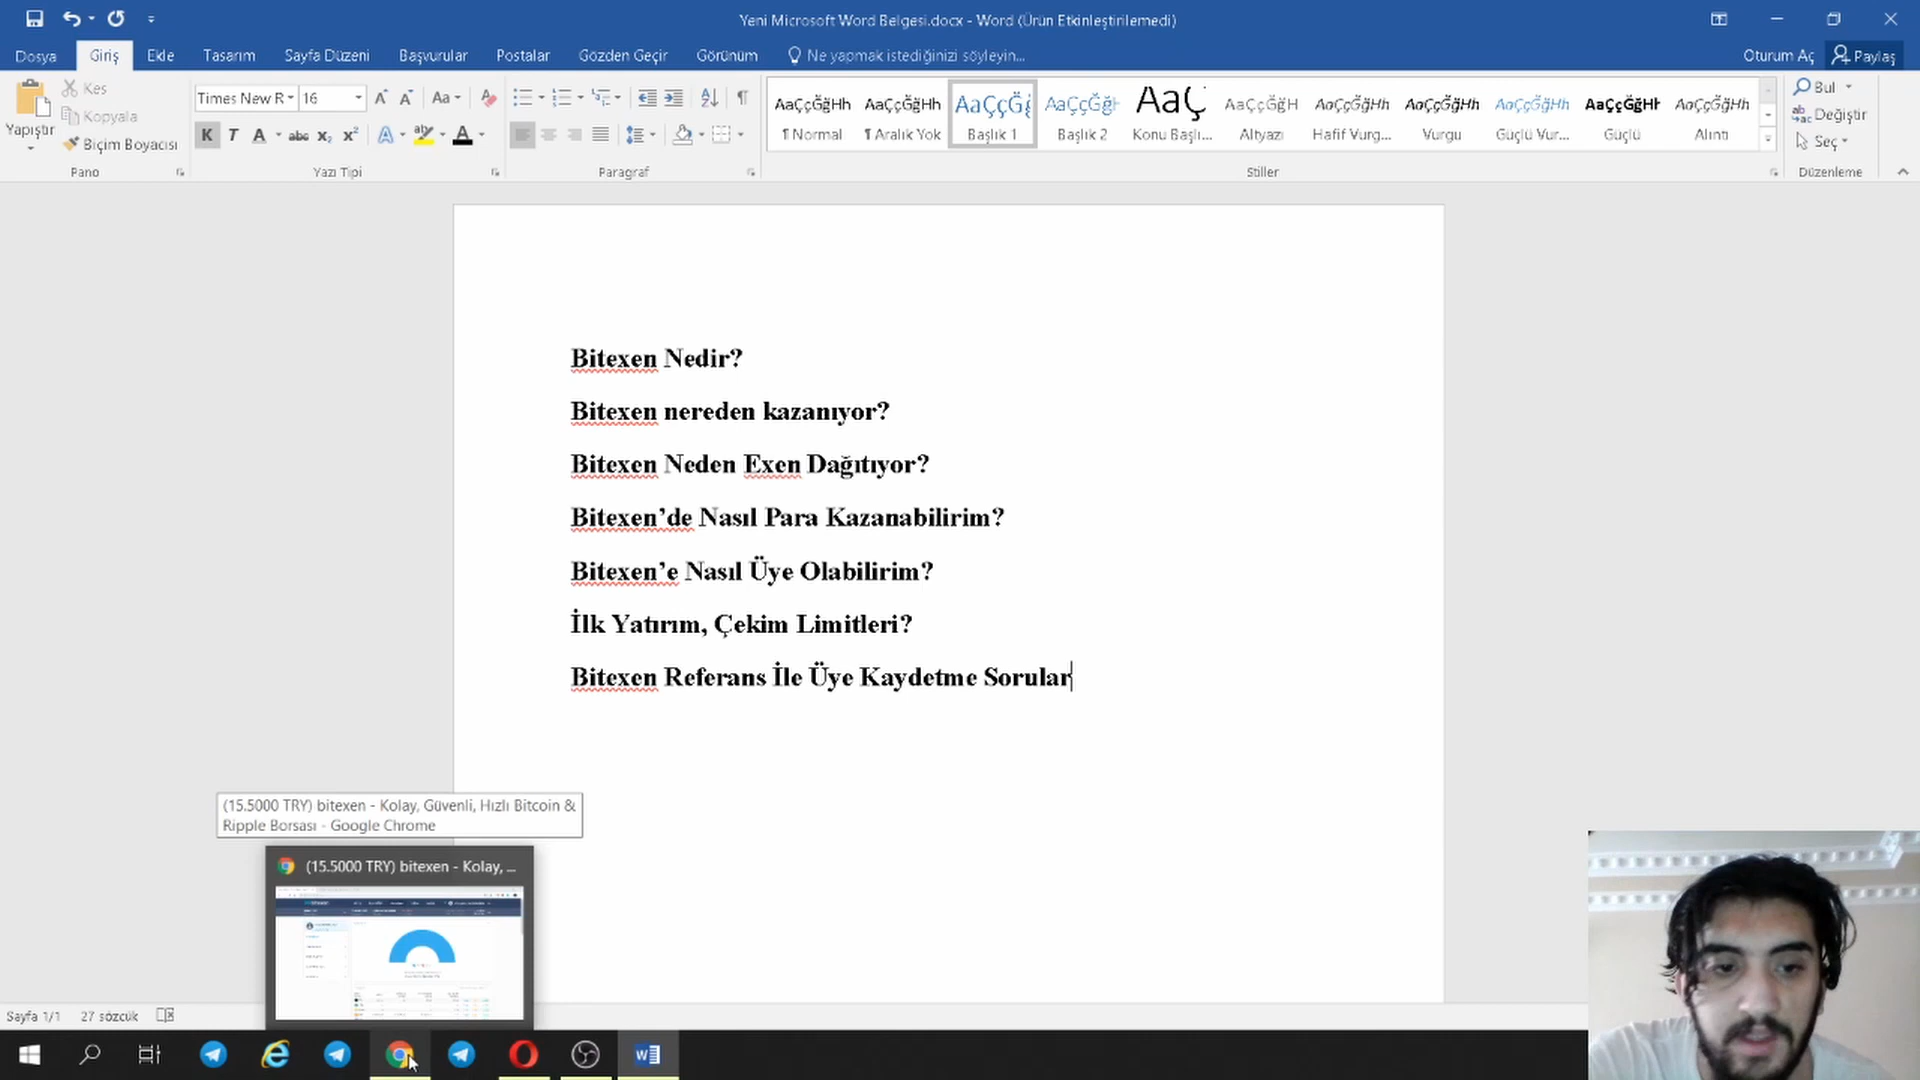 Yeni Microsoft Word Belgesi.docx - Word (Ürün Etkinleştirilemedi)
Dosya Giriş Ekle Tasarım Sayfa Düzeni Başvurular Postalar Gözden Geçir Görünüm Ne yapmak istediğinizi söyleyin... Oturum Aç Paylaş
Yapıştır
Kes
Kopyala
Biçim Boyacısı
Pano
Times New R 16
Yazı Tipi
Paragraf
AaÇçĞğHh AaÇçĞğHh AaÇçĞğ AaÇçĞğH AaÇ AaÇçĞğH AaÇçĞğHh AaÇçĞğHh AaÇçĞğHh AaÇçĞğHh AaÇçĞğHh
¶ Normal ¶ Aralık Yok Başlık 1 Başlık 2 Konu Başlı... Altyazı Hafif Vurg... Vurgu Güçlü Vur... Güçlü Alıntı
Stiller
Bul
Değiştir
Seç
Düzenleme
Bitexen Nedir?
Bitexen nereden kazanıyor?
Bitexen Neden Exen Dağıtıyor?
Bitexen’de Nasıl Para Kazanabilirim?
Bitexen’e Nasıl Üye Olabilirim?
İlk Yatırım, Çekim Limitleri?
Bitexen Referans İle Üye Kaydetme Sorular
(15.5000 TRY) bitexen - Kolay, Güvenli, Hızlı Bitcoin &
Ripple Borsası - Google Chrome
(15.5000 TRY) bitexen - Kolay, ...
Sayfa 1/1 27 sözcük